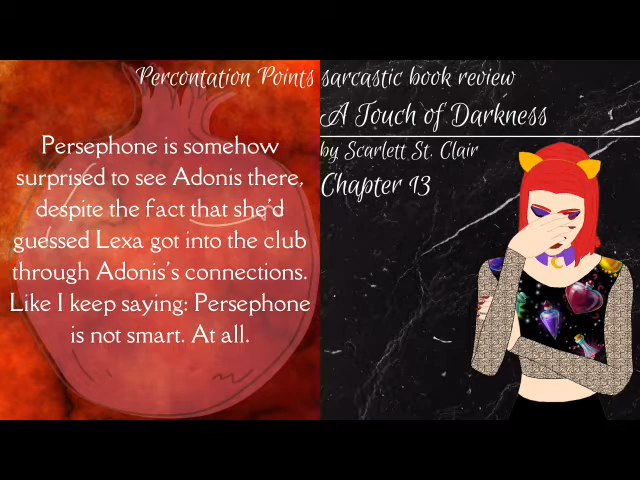 Percontation Points sarcastic book review
A Touch of Darkness
by Scarlett St. Clair
Chapter 13
Persephone is somehow
surprised to see Adonis there,
despite the fact that she'd
guessed Lexa got into the club
through Adonis's connections.
Like I keep saying: Persephone
is not smart. At all.